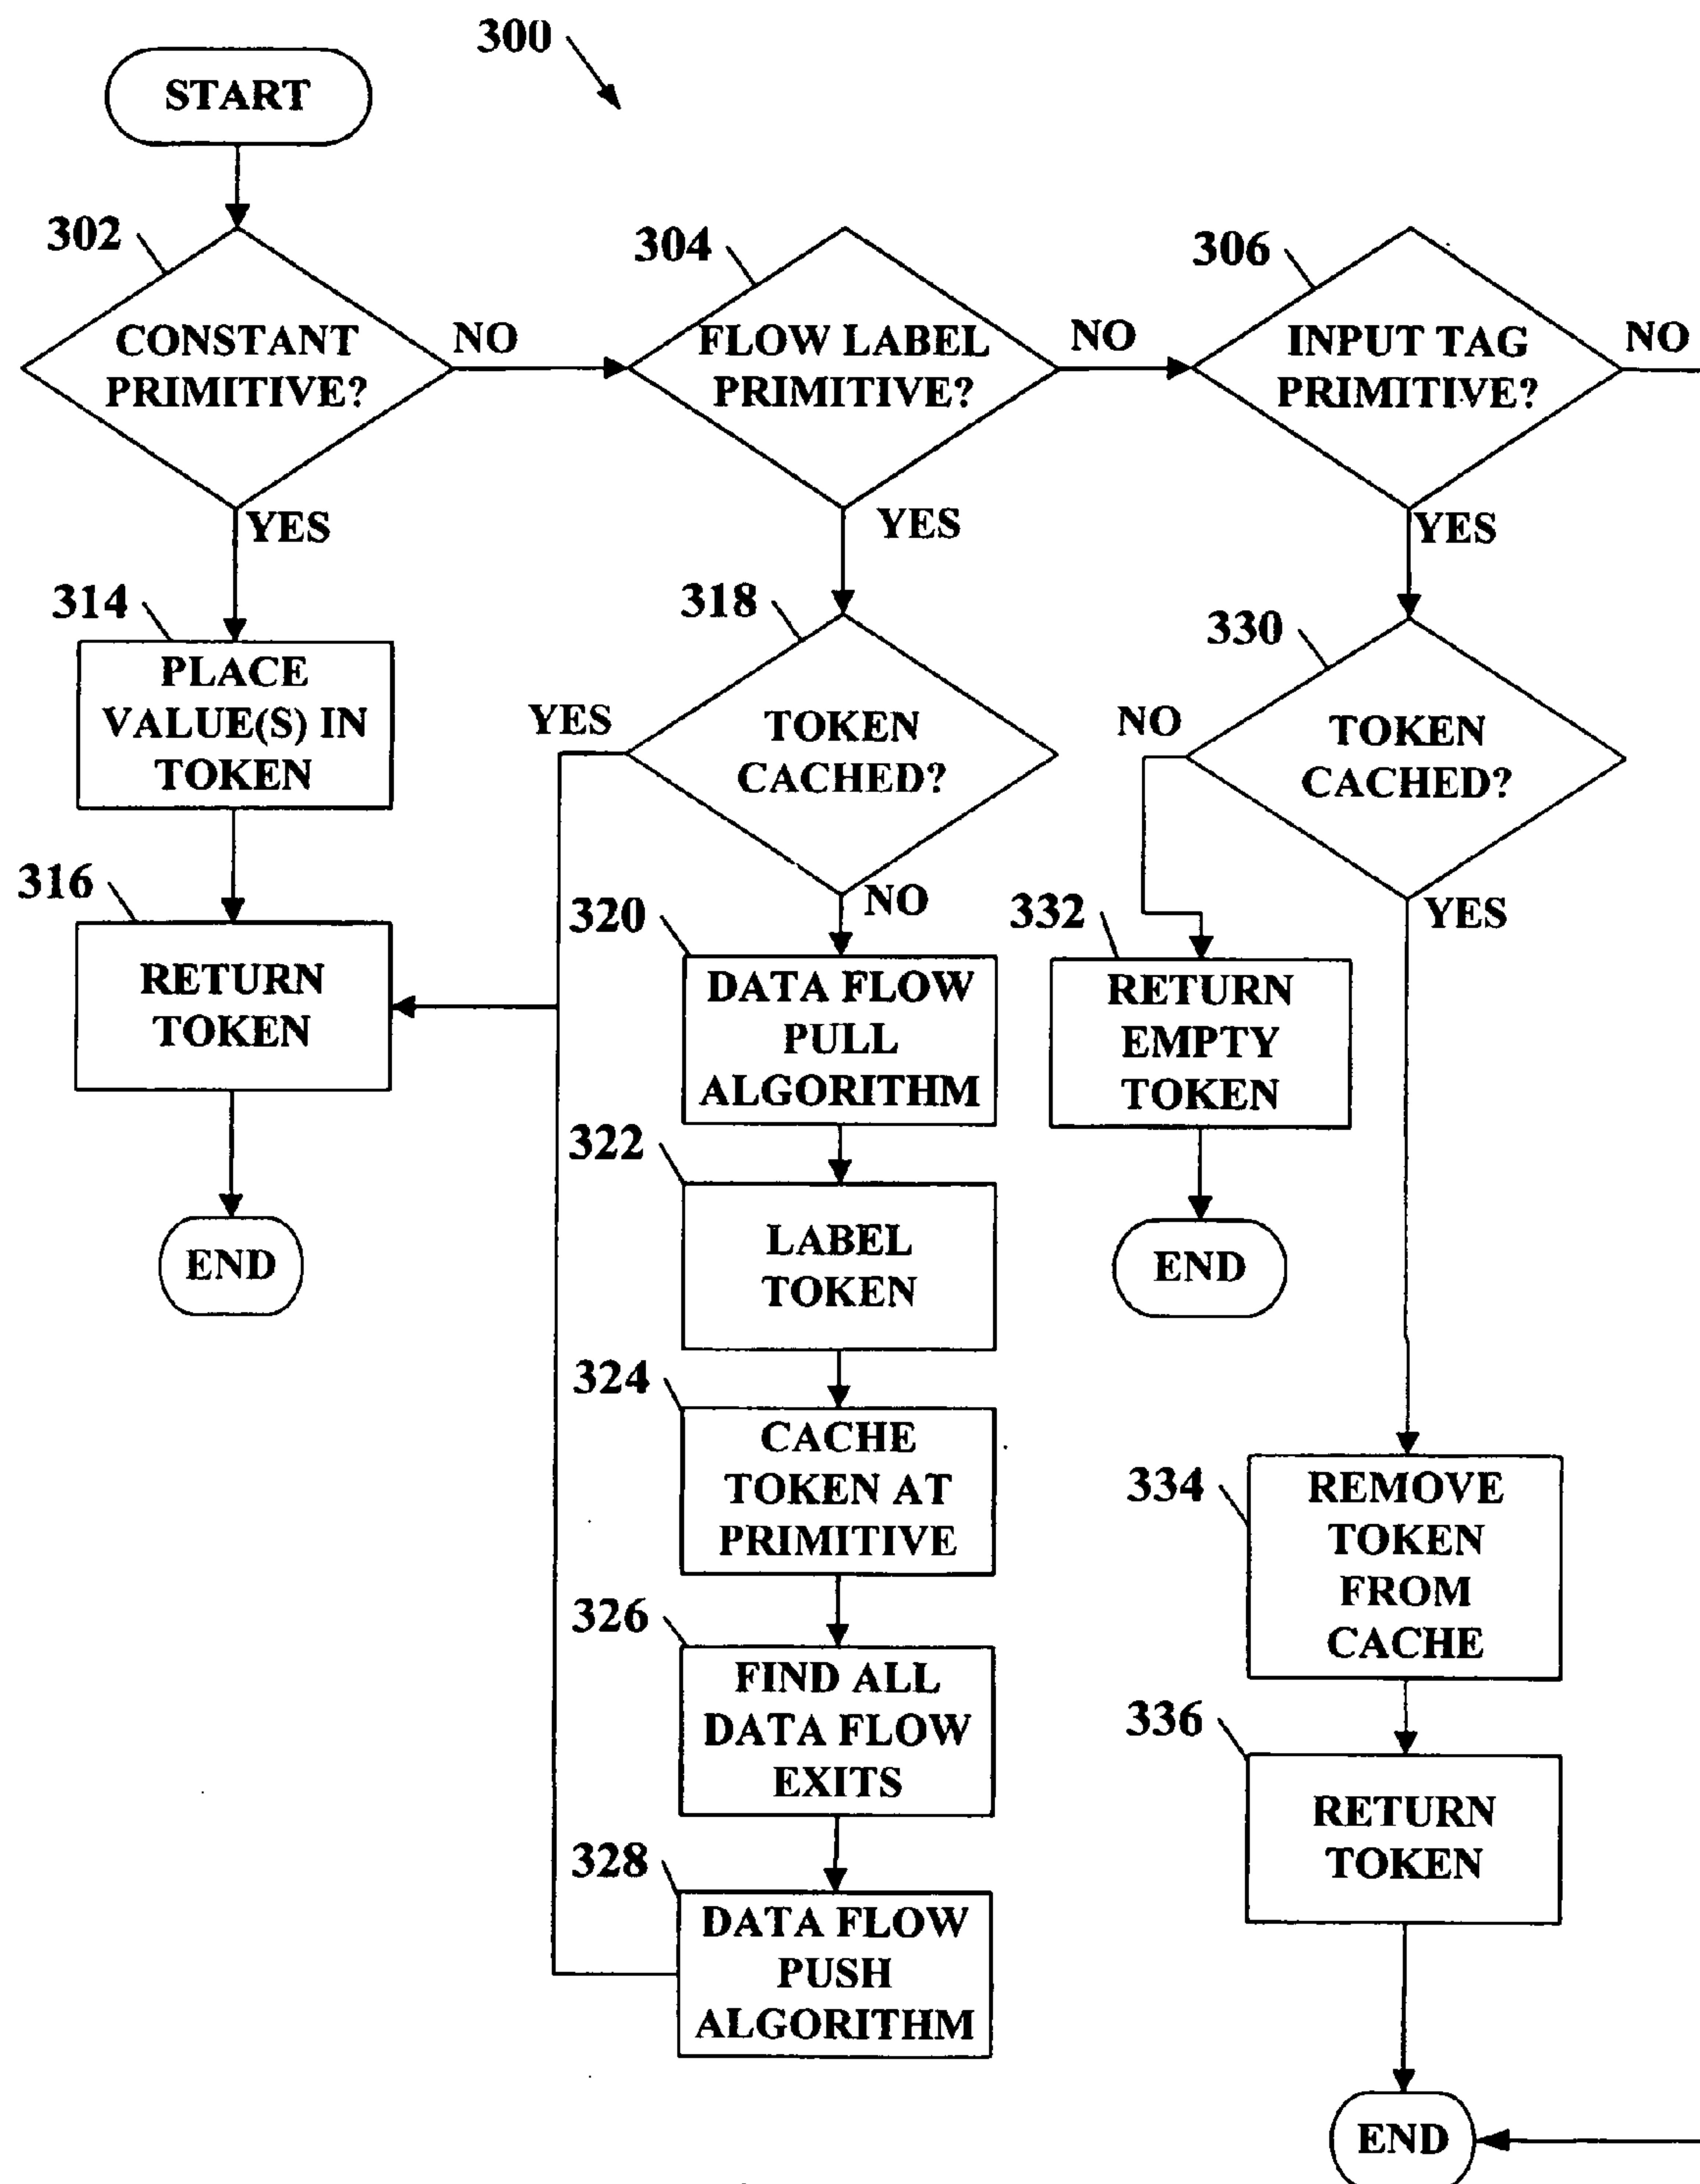 300
START
302
CONSTANT
PRIMITIVE?
NO
304
FLOW LABEL
PRIMITIVE?
NO
306
INPUT TAG
PRIMITIVE?
NO
YES
YES
YES
314
PLACE
VALUE(S) IN
TOKEN
316
RETURN
TOKEN
END
318
TOKEN
CACHED?
YES
NO
320
DATA FLOW
PULL
ALGORITHM
322
LABEL
TOKEN
324
CACHE
TOKEN AT
PRIMITIVE
326
FIND ALL
DATA FLOW
EXITS
328
DATA FLOW
PUSH
ALGORITHM
330
TOKEN
CACHED?
NO
YES
332
RETURN
EMPTY
TOKEN
END
334
REMOVE
TOKEN
FROM
CACHE
336
RETURN
TOKEN
END